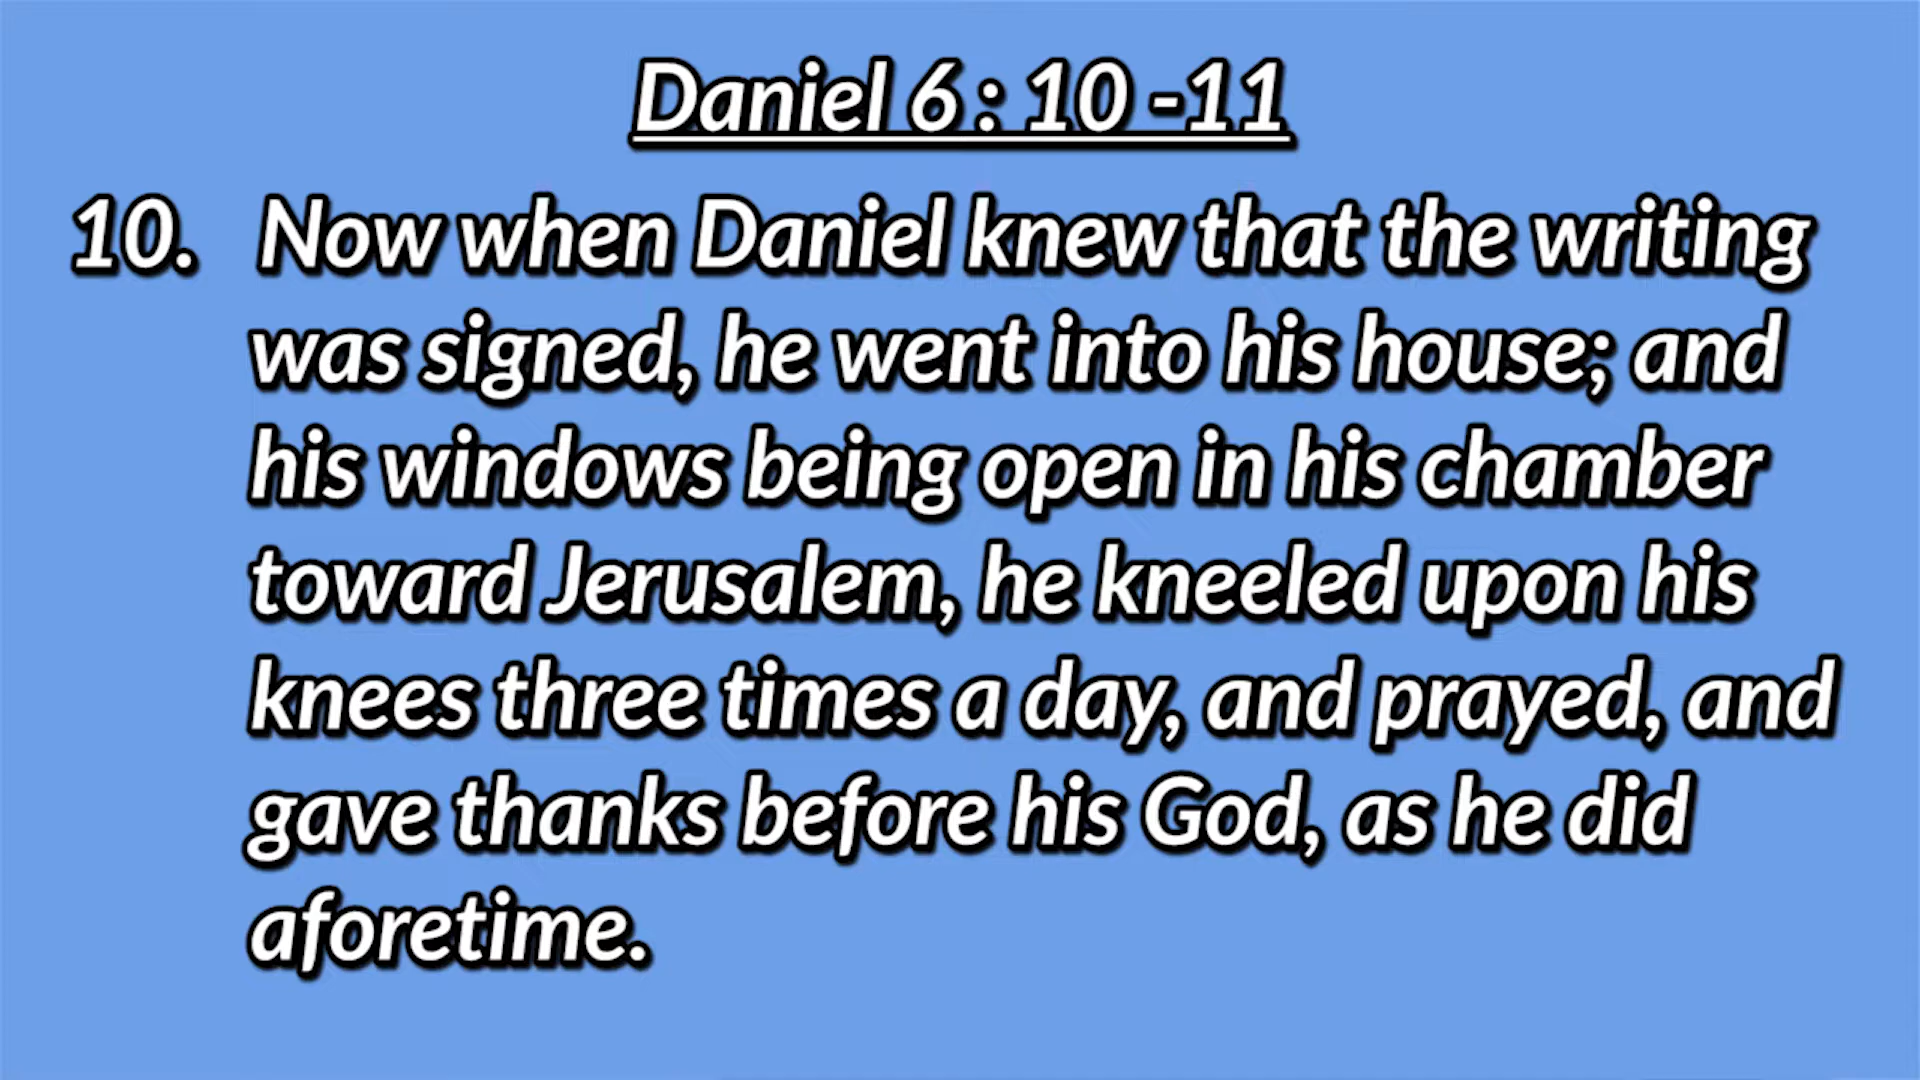 Daniel 6 : 10 -11
10. Now when Daniel knew that the writing
was signed, he went into his house; and
his windows being open in his chamber
toward Jerusalem, he kneeled upon his
knees three times a day, and prayed, and
gave thanks before his God, as he did
aforetime.